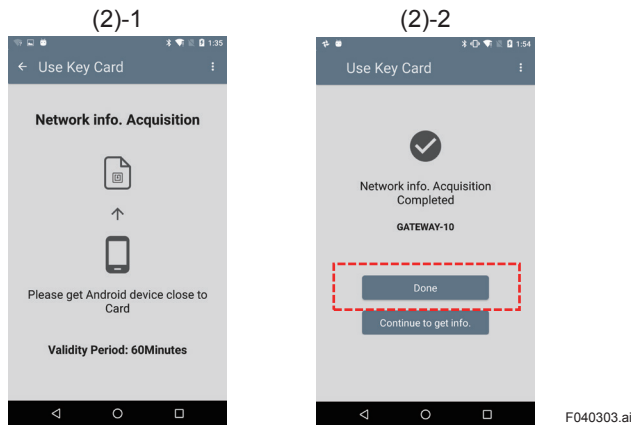 (2)-1
1:35
Use Key Card
Network info. Acquisition
Please get Android device close to
Card
Validity Period: 60Minutes
(2)-2
1:54
Use Key Card
Network info. Acquisition
Completed
GATEWAY-10
Done
Continue to get info.
F040303.ai